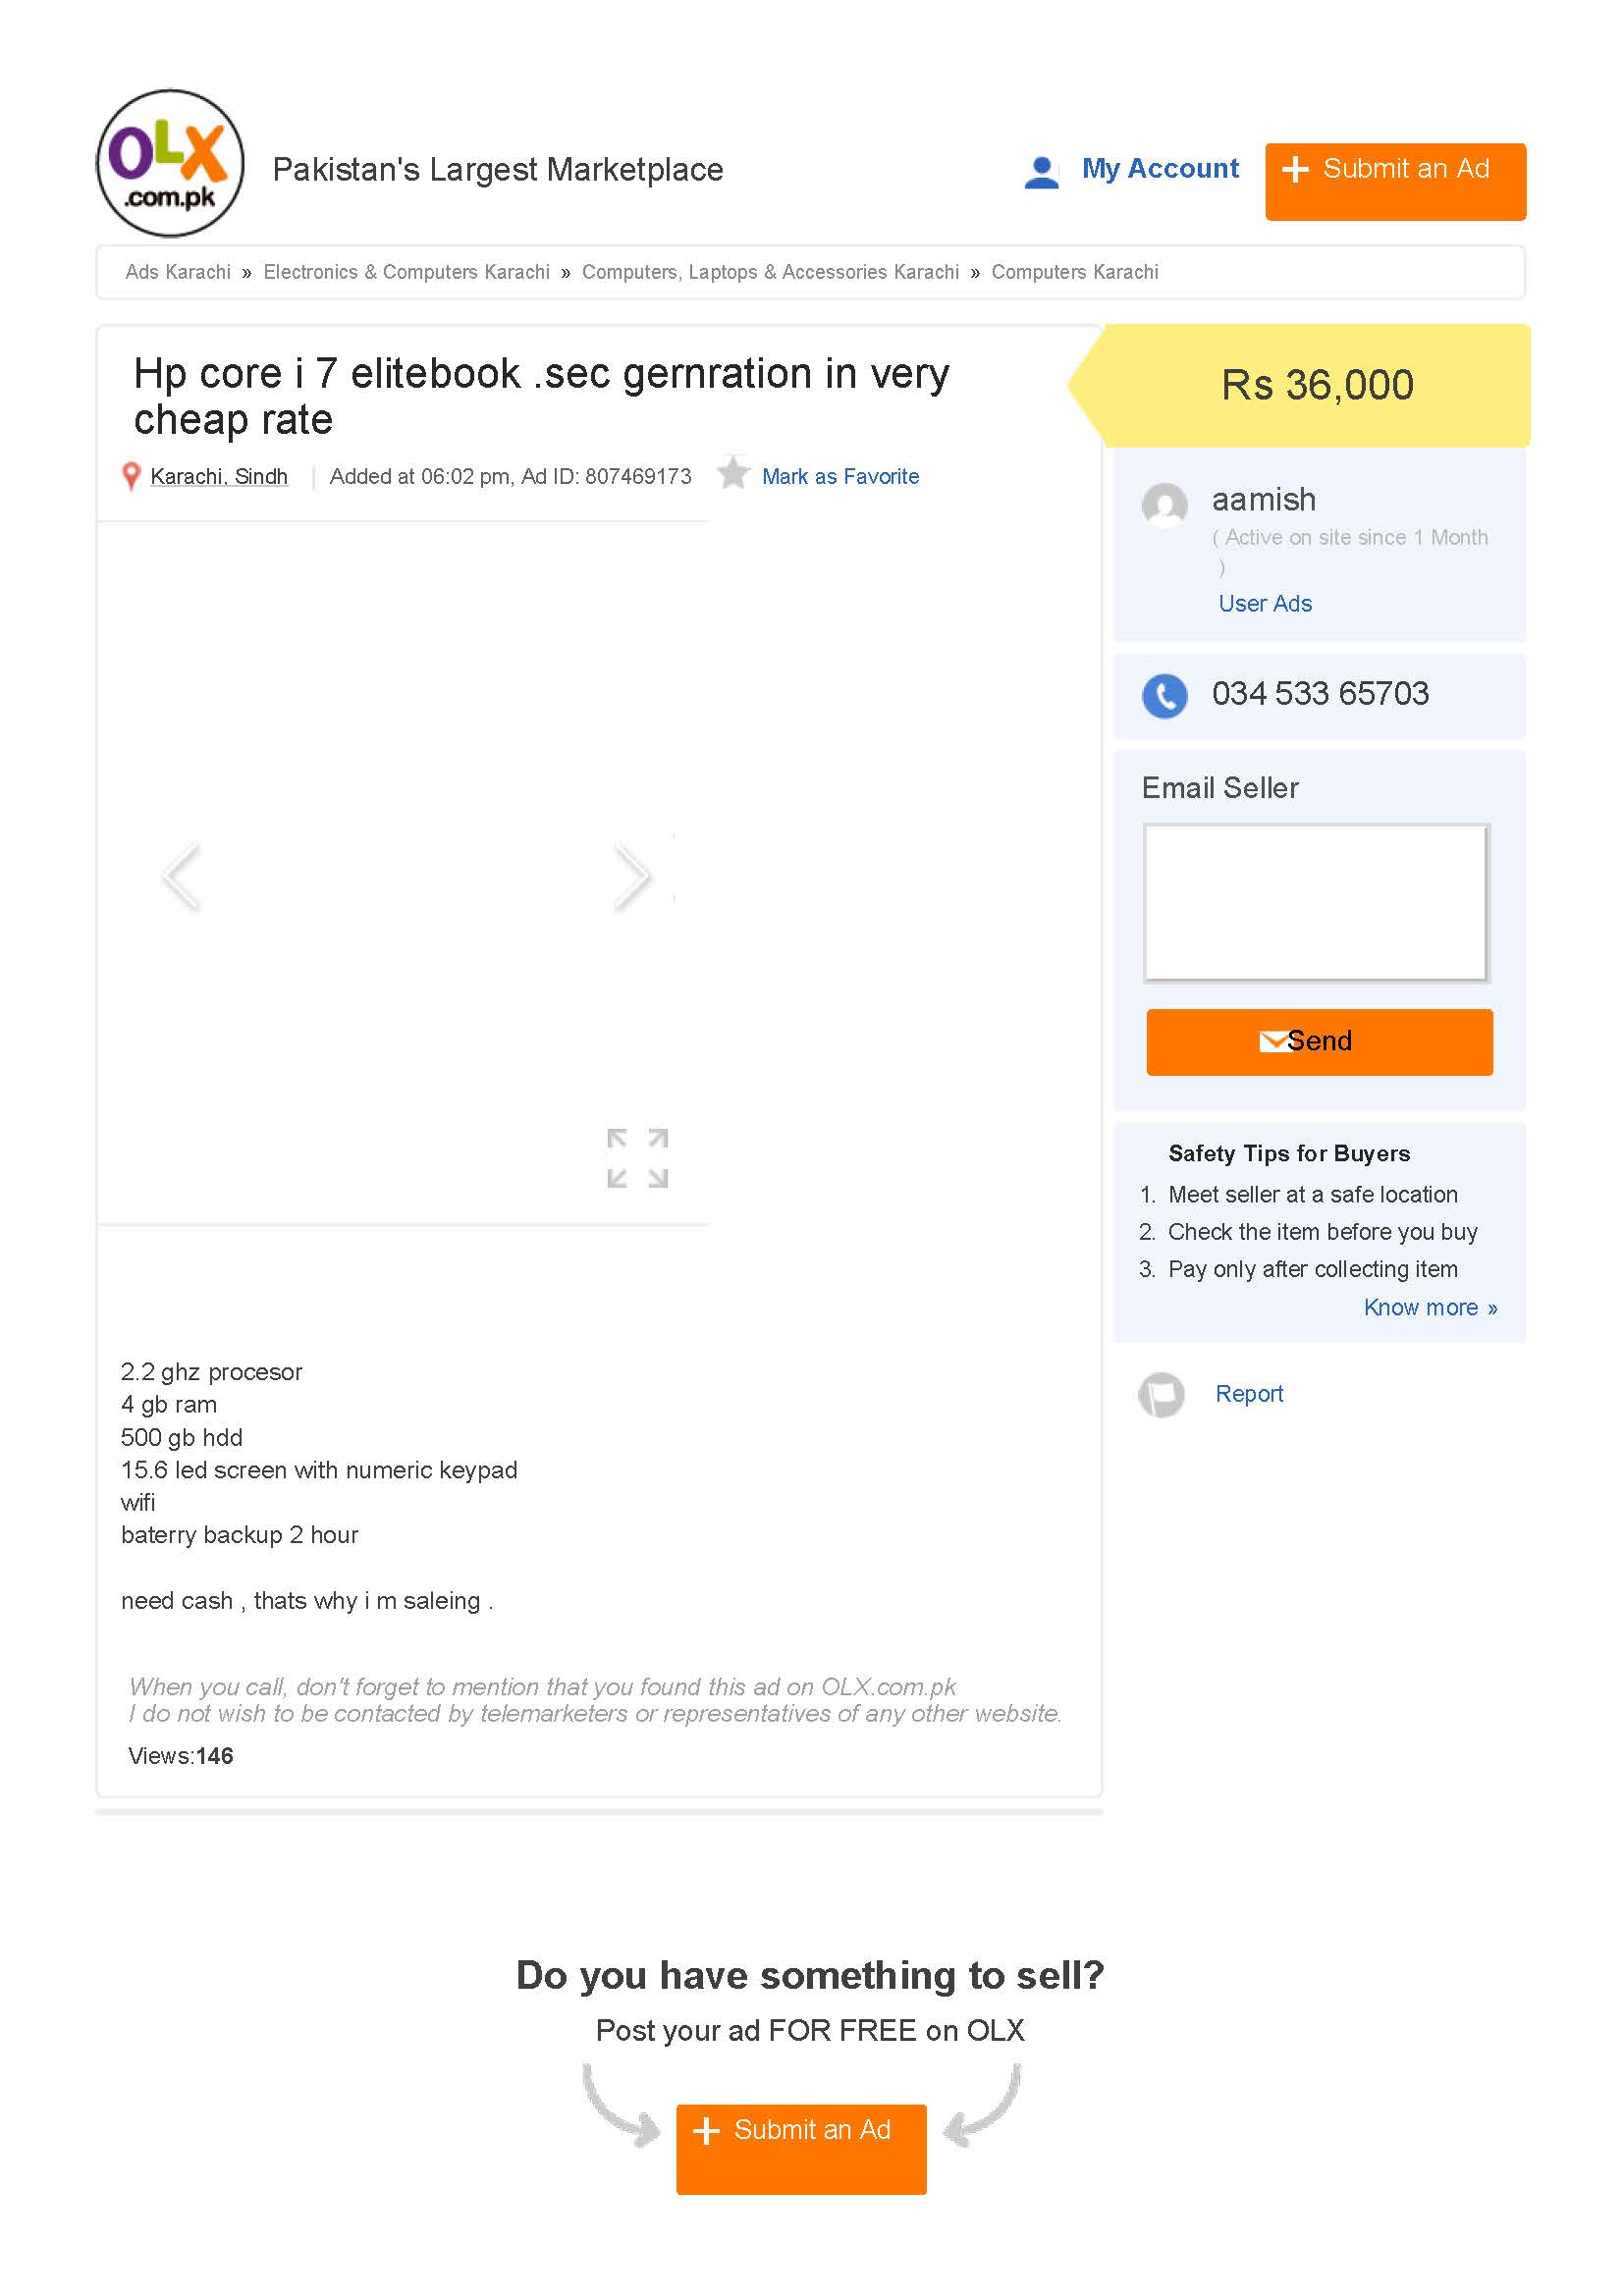 OLX
.com.pk
Pakistan's Largest Marketplace
My Account
+ Submit an Ad
Ads Karachi » Electronics & Computers Karachi » Computers, Laptops & Accessories Karachi » Computers Karachi
Hp core i 7 elitebook .sec gernration in very
cheap rate
Karachi, Sindh | Added at 06:02 pm, Ad ID: 807469173
Mark as Favorite
Rs 36,000
aamish
( Active on site since 1 Month
)
User Ads
034 533 65703
Email Seller
Send
Safety Tips for Buyers
1. Meet seller at a safe location
2. Check the item before you buy
3. Pay only after collecting item
Know more »
Report
2.2 ghz procesor
4 gb ram
500 gb hdd
15.6 led screen with numeric keypad
wifi
baterry backup 2 hour
need cash , thats why i m saleing .
When you call, don't forget to mention that you found this ad on OLX.com.pk
I do not wish to be contacted by telemarketers or representatives of any other website.
Views:146
Do you have something to sell?
Post your ad FOR FREE on OLX
+ Submit an Ad